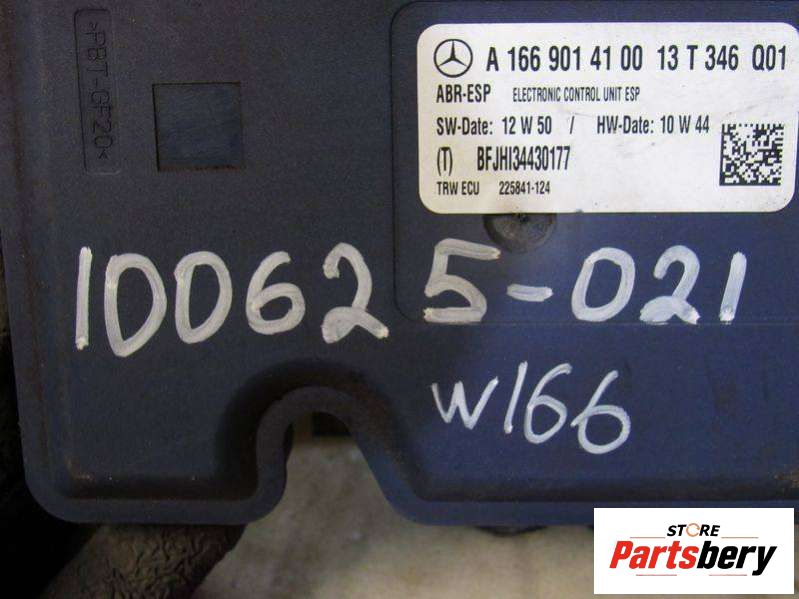 >PBT-GF20<
A 166 901 41 00 13 T 346 Q01
ABR-ESP ELECTRONIC CONTROL UNIT ESP
SW-Date: 12 W 50 / HW-Date: 10 W 44
(T) BFJHI34430177
TRW ECU 225841-124
100625-021
W166
STORE
Partsbery